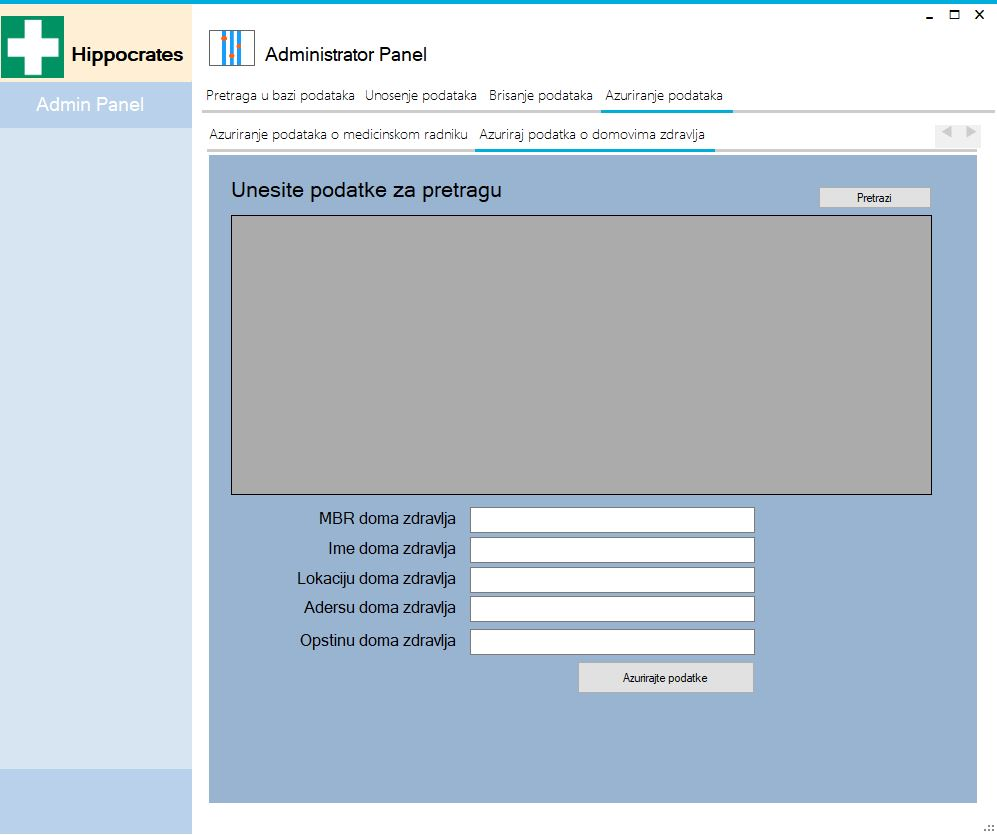 Hippocrates
Administrator Panel
Admin Panel
Pretraga u bazi podataka Unosenje podataka Brisanje podataka Azuriranje podataka
Azuriranje podataka o medicinskom radniku Azuriraj podatka o domovima zdravlja
Unesite podatke za pretragu
Pretrazi
MBR doma zdravlja
Ime doma zdravlja
Lokaciju doma zdravlja
Adersu doma zdravlja
Opstinu doma zdravlja
Azurirajte podatke